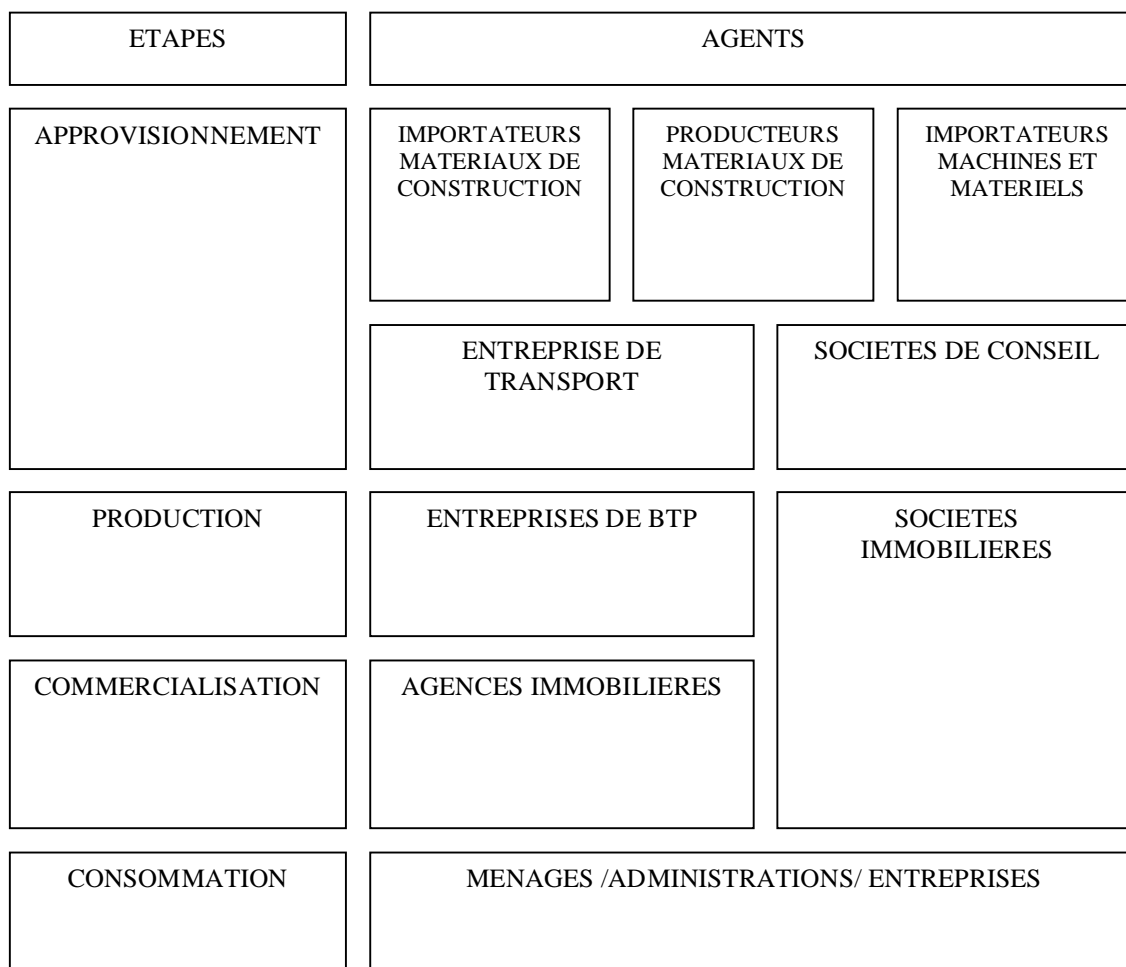 ETAPES
AGENTS
APPROVISIONNEMENT
IMPORTATEURS
MATERIAUX DE
CONSTRUCTION
PRODUCTEURS
MATERIAUX DE
CONSTRUCTION
IMPORTATEURS
MACHINES ET
MATERIELS
ENTREPRISE DE
TRANSPORT
SOCIETES DE CONSEIL
PRODUCTION
ENTREPRISES DE BTP
SOCIETES
IMMOBILIERES
COMMERCIALISATION
AGENCES IMMOBILIERES
CONSOMMATION
MENAGES /ADMINISTRATIONS/ ENTREPRISES